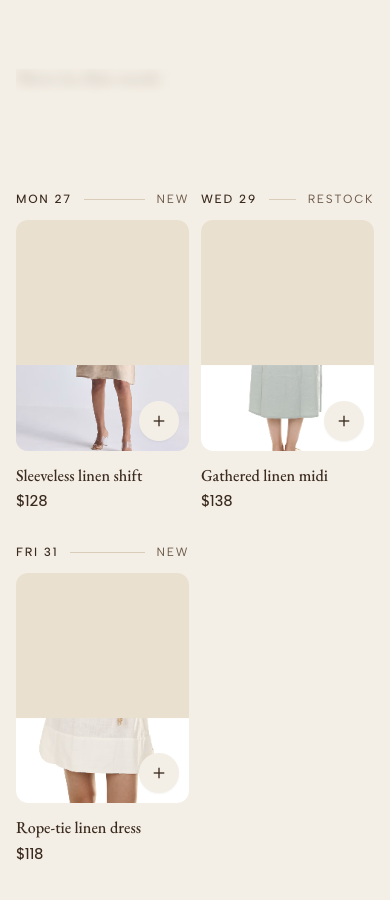 MON 27 NEW
WED 29 RESTOCK
Sleeveless linen shift
$128
Gathered linen midi
$138
FRI 31 NEW
Rope-tie linen dress
$118